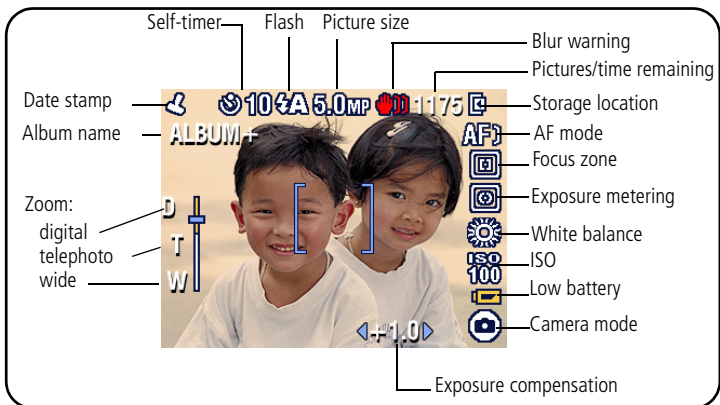 Self-timer
Flash
Picture size
Blur warning
Pictures/time remaining
Date stamp
10 A 5.0MP 1175
Storage location
Album name
ALBUM+
AF
AF mode
Focus zone
Zoom:
Exposure metering
digital
D
telephoto
T
White balance
wide
W
ISO
100
ISO
Low battery
Camera mode
+1.0
Exposure compensation